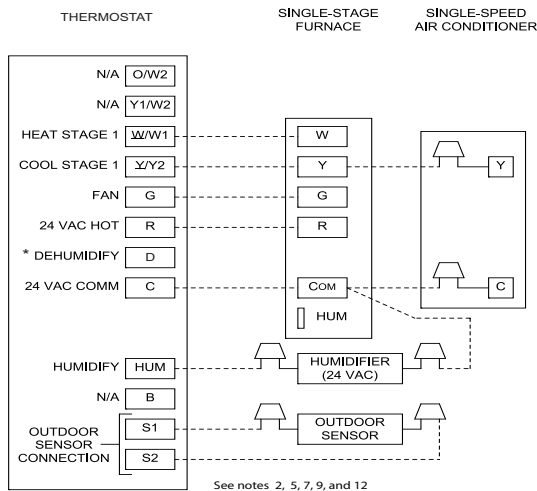 THERMOSTAT
SINGLE-STAGE
FURNACE
SINGLE-SPEED
AIR CONDITIONER
N/A O/W2
N/A Y1/W2
HEAT STAGE 1 W/W1 W
COOL STAGE 1 Y/Y2 Y Y
FAN G G
24 VAC HOT R R
* DEHUMIDIFY D
24 VAC COMM C COM C
HUM
HUMIDIFY HUM HUMIDIFIER
(24 VAC)
N/A B
OUTDOOR
SENSOR
CONNECTION
S1 OUTDOOR
SENSOR
S2
See notes 2, 5, 7, 9, and 12